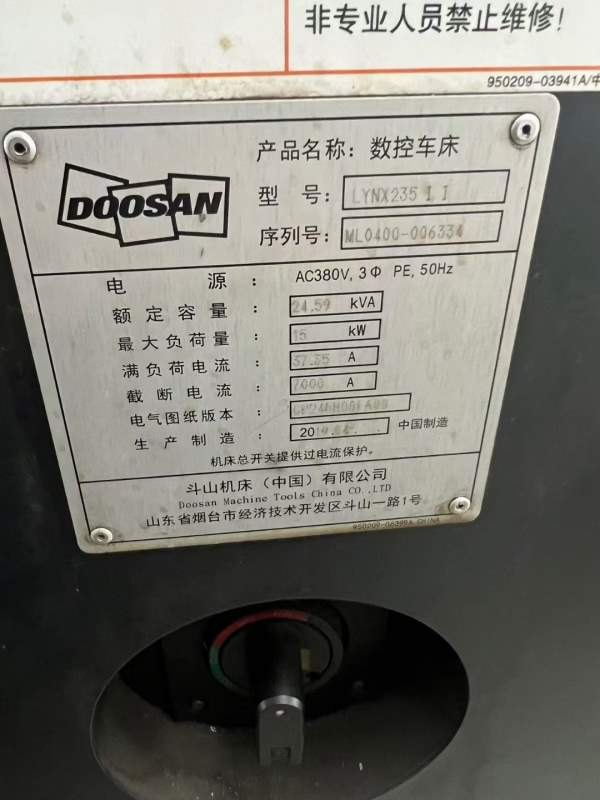 非专业人员禁止维修！
950209-03941A/中
DOOSAN
产品名称：数控车床
型 号：LYNX235 I I
序列号：ML0400-006334
电 源：AC380V, 3Φ PE, 50Hz
额定容量：24.59 kVA
最大负荷量：15 kW
满负荷电流：37.35 A
截断电流：7000 A
电气图纸版本：
生产制造：2019.04. 中国制造
机床总开关提供过电流保护。
斗山机床（中国）有限公司
Doosan Machine Tools China CO.,LTD
山东省烟台市经济技术开发区斗山一路1号
950209-06399A CHINA